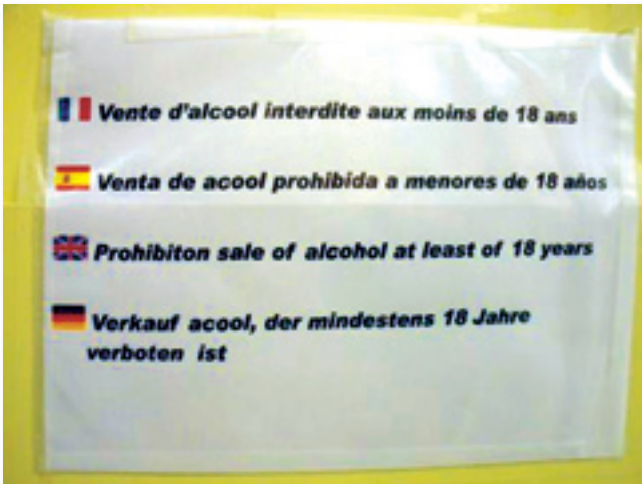 Vente d'alcool interdite aux moins de 18 ans
Venta de acool prohibida a menores de 18 años
Prohibiton sale of alcohol at least of 18 years
Verkauf acool, der mindestens 18 Jahre
verboten ist